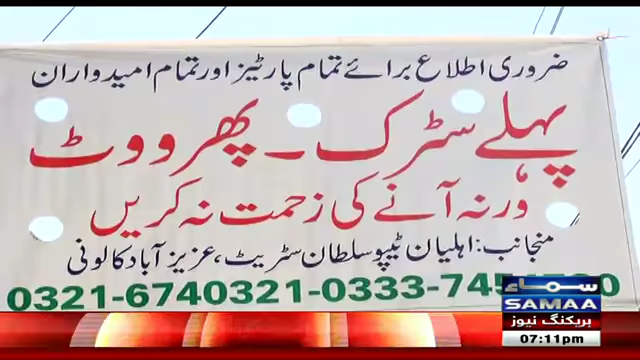 ضروری اطلاع برائے تمام پارٹیز اور تمام امیدواران
پہلے سڑک ۔ پھر ووٹ
ورنہ آنے کی زحمت نہ کریں
منجانب: اہلیان ٹیپو سلطان سٹریٹ، عزیز آباد کالونی
0321-6740321-0333-74
سماء
SAMAA
بریکنگ نیوز
07:11pm